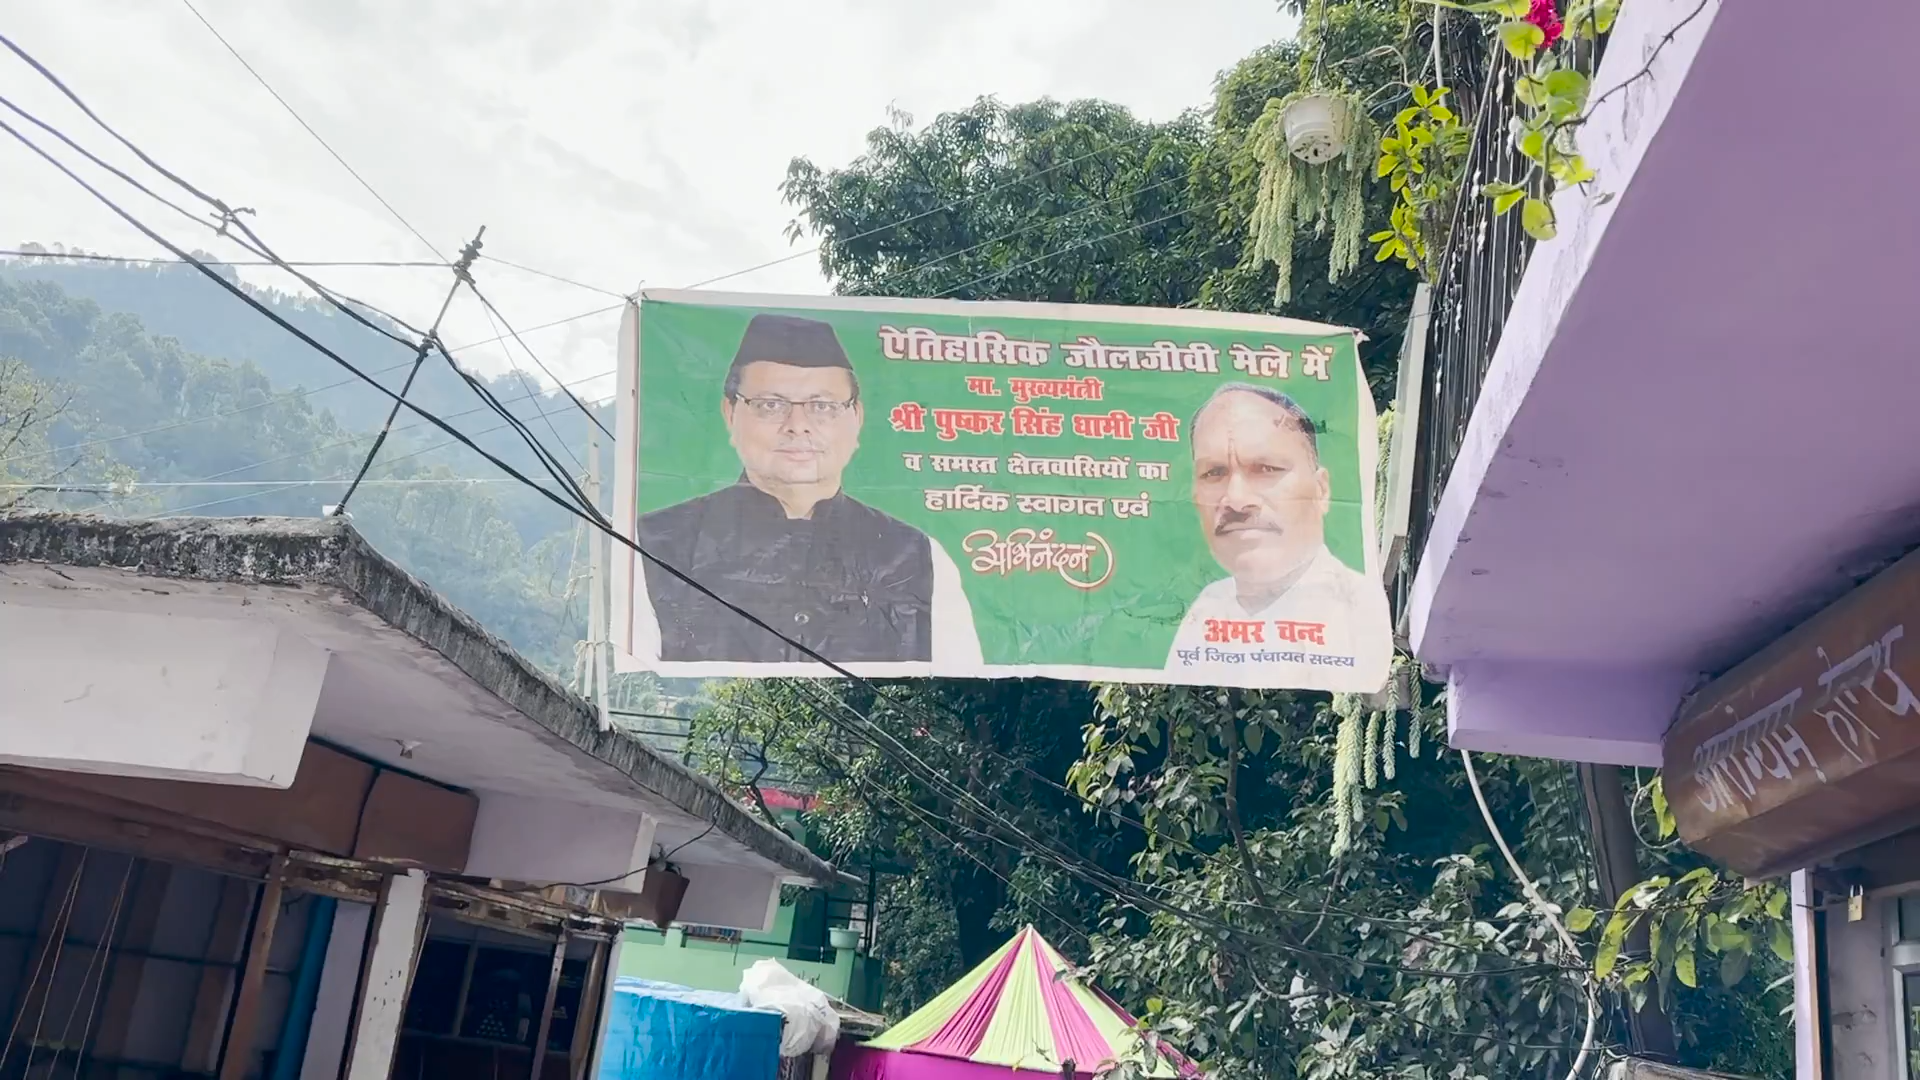 ऐतिहासिक जौलजीवी मेले में
मा. मुख्यमंत्री
श्री पुष्कर सिंह धामी जी
व समस्त क्षेत्रवासियों का
हार्दिक स्वागत एवं
अभिनंदन
अमर चन्द
पूर्व जिला पंचायत सदस्य